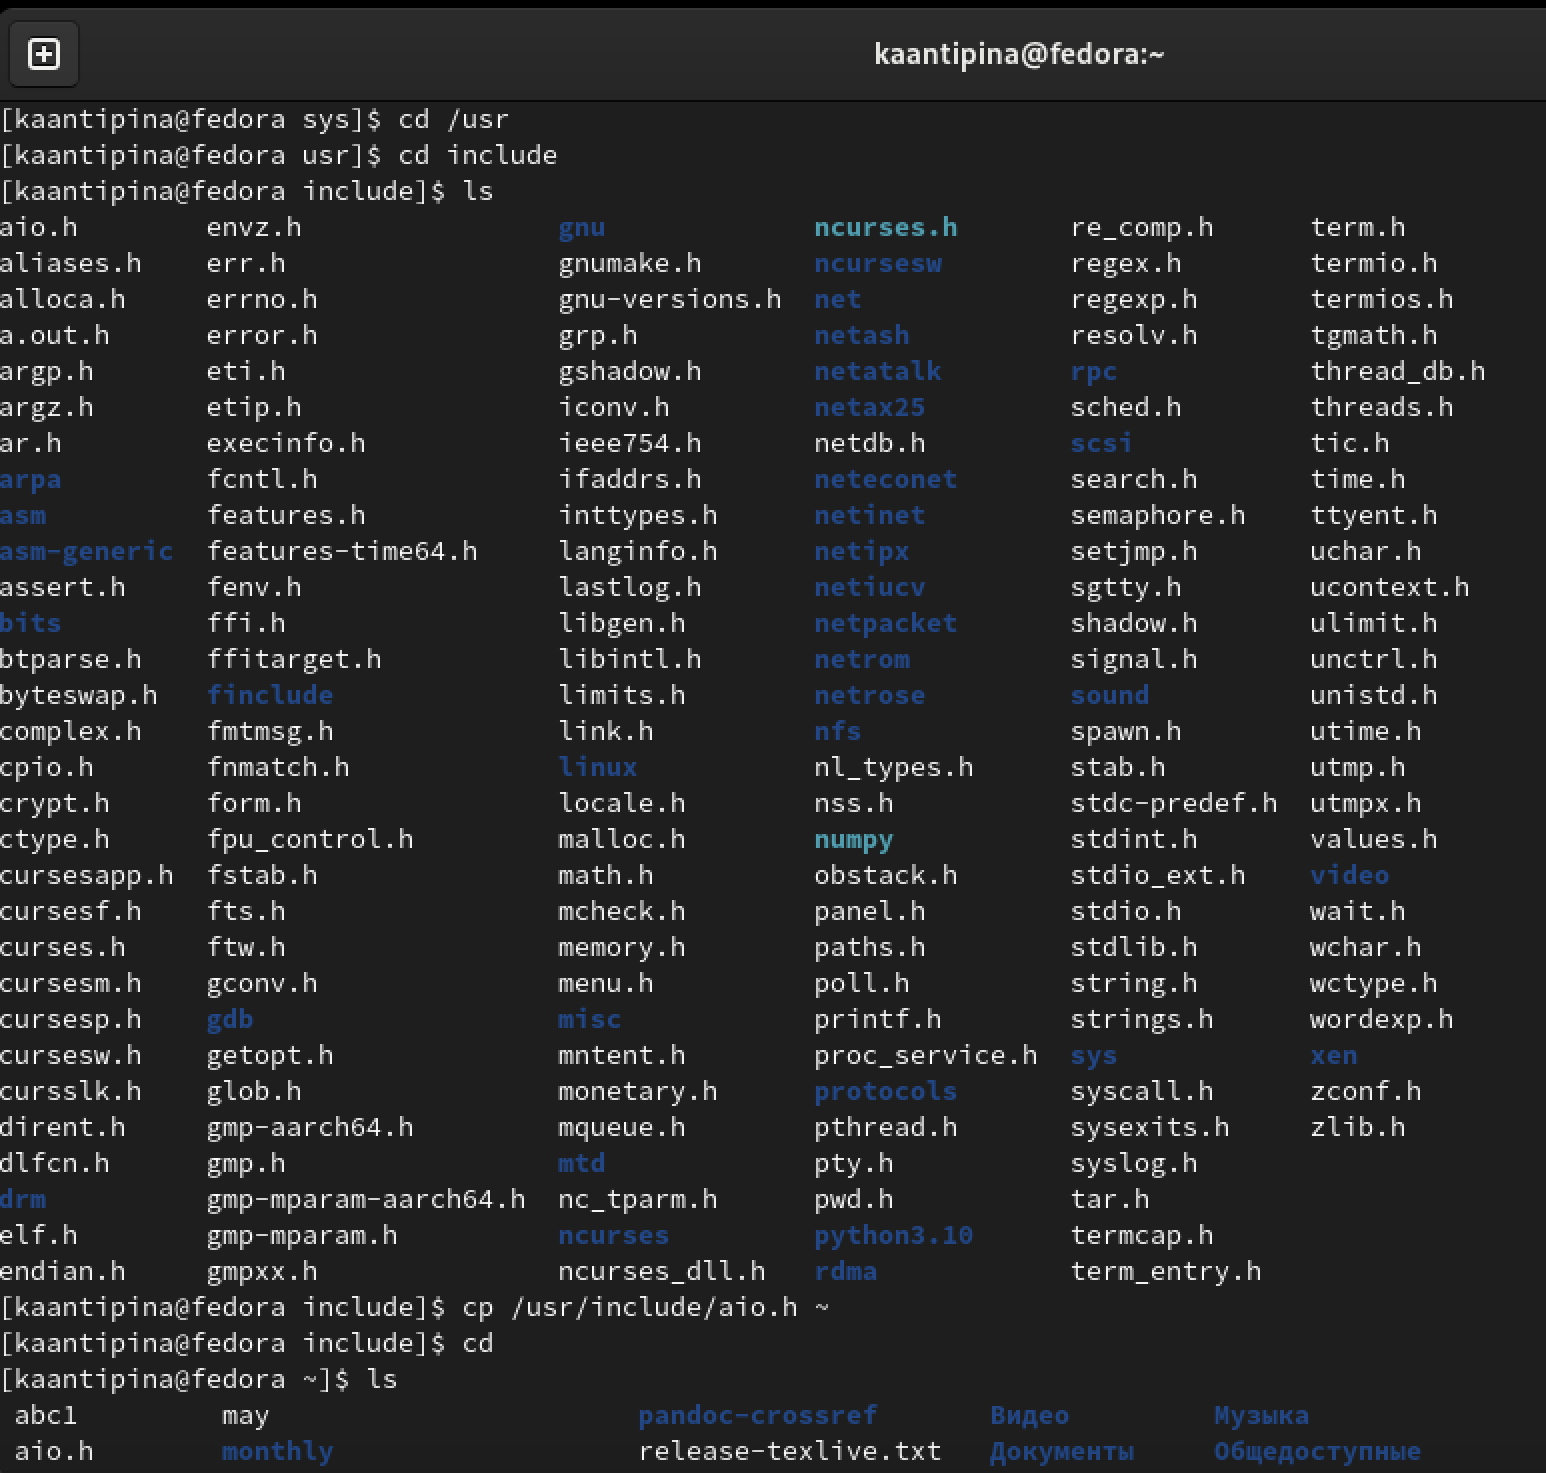 kaantipina@fedora:~
[kaantipina@fedora sys]$ cd /usr
[kaantipina@fedora usr]$ cd include
[kaantipina@fedora include]$ ls
aio.h envz.h gnu ncurses.h re_comp.h term.h
aliases.h err.h gnumake.h ncursesw regex.h termio.h
alloca.h errno.h gnu-versions.h net regexp.h termios.h
a.out.h error.h grp.h netash resolv.h tgmath.h
argp.h eti.h gshadow.h netatalk rpc thread_db.h
argz.h etip.h iconv.h netax25 sched.h threads.h
ar.h execinfo.h ieee754.h netdb.h scsi tic.h
arpa fcntl.h ifaddrs.h neteconet search.h time.h
asm features.h inttypes.h netinet semaphore.h ttyent.h
asm-generic features-time64.h langinfo.h netipx setjmp.h uchar.h
assert.h fenv.h lastlog.h netiucv sgtty.h ucontext.h
bits ffi.h libgen.h netpacket shadow.h ulimit.h
btparse.h ffitarget.h libintl.h netrom signal.h unctrl.h
byteswap.h finclude limits.h netrose sound unistd.h
complex.h fmtmsg.h link.h nfs spawn.h utime.h
cpio.h fnmatch.h linux nl_types.h stab.h utmp.h
crypt.h form.h locale.h nss.h stdc-predef.h utmpx.h
ctype.h fpu_control.h malloc.h numpy stdint.h values.h
cursesapp.h fstab.h math.h obstack.h stdio_ext.h video
cursesf.h fts.h mcheck.h panel.h stdio.h wait.h
curses.h ftw.h memory.h paths.h stdlib.h wchar.h
cursesm.h gconv.h menu.h poll.h string.h wctype.h
cursesp.h gdb misc printf.h strings.h wordexp.h
cursesw.h getopt.h mntent.h proc_service.h sys xen
cursslk.h glob.h monetary.h protocols syscall.h zconf.h
dirent.h gmp-aarch64.h mqueue.h pthread.h sysexits.h zlib.h
dlfcn.h gmp.h mtd pty.h syslog.h
drm gmp-mparam-aarch64.h nc_tparm.h pwd.h tar.h
elf.h gmp-mparam.h ncurses python3.10 termcap.h
endian.h gmpxx.h ncurses_dll.h rdma term_entry.h
[kaantipina@fedora include]$ cp /usr/include/aio.h ~
[kaantipina@fedora include]$ cd
[kaantipina@fedora ~]$ ls
abc1 may pandoc-crossref Видео Музыка
aio.h monthly release-texlive.txt Документы Общедоступные